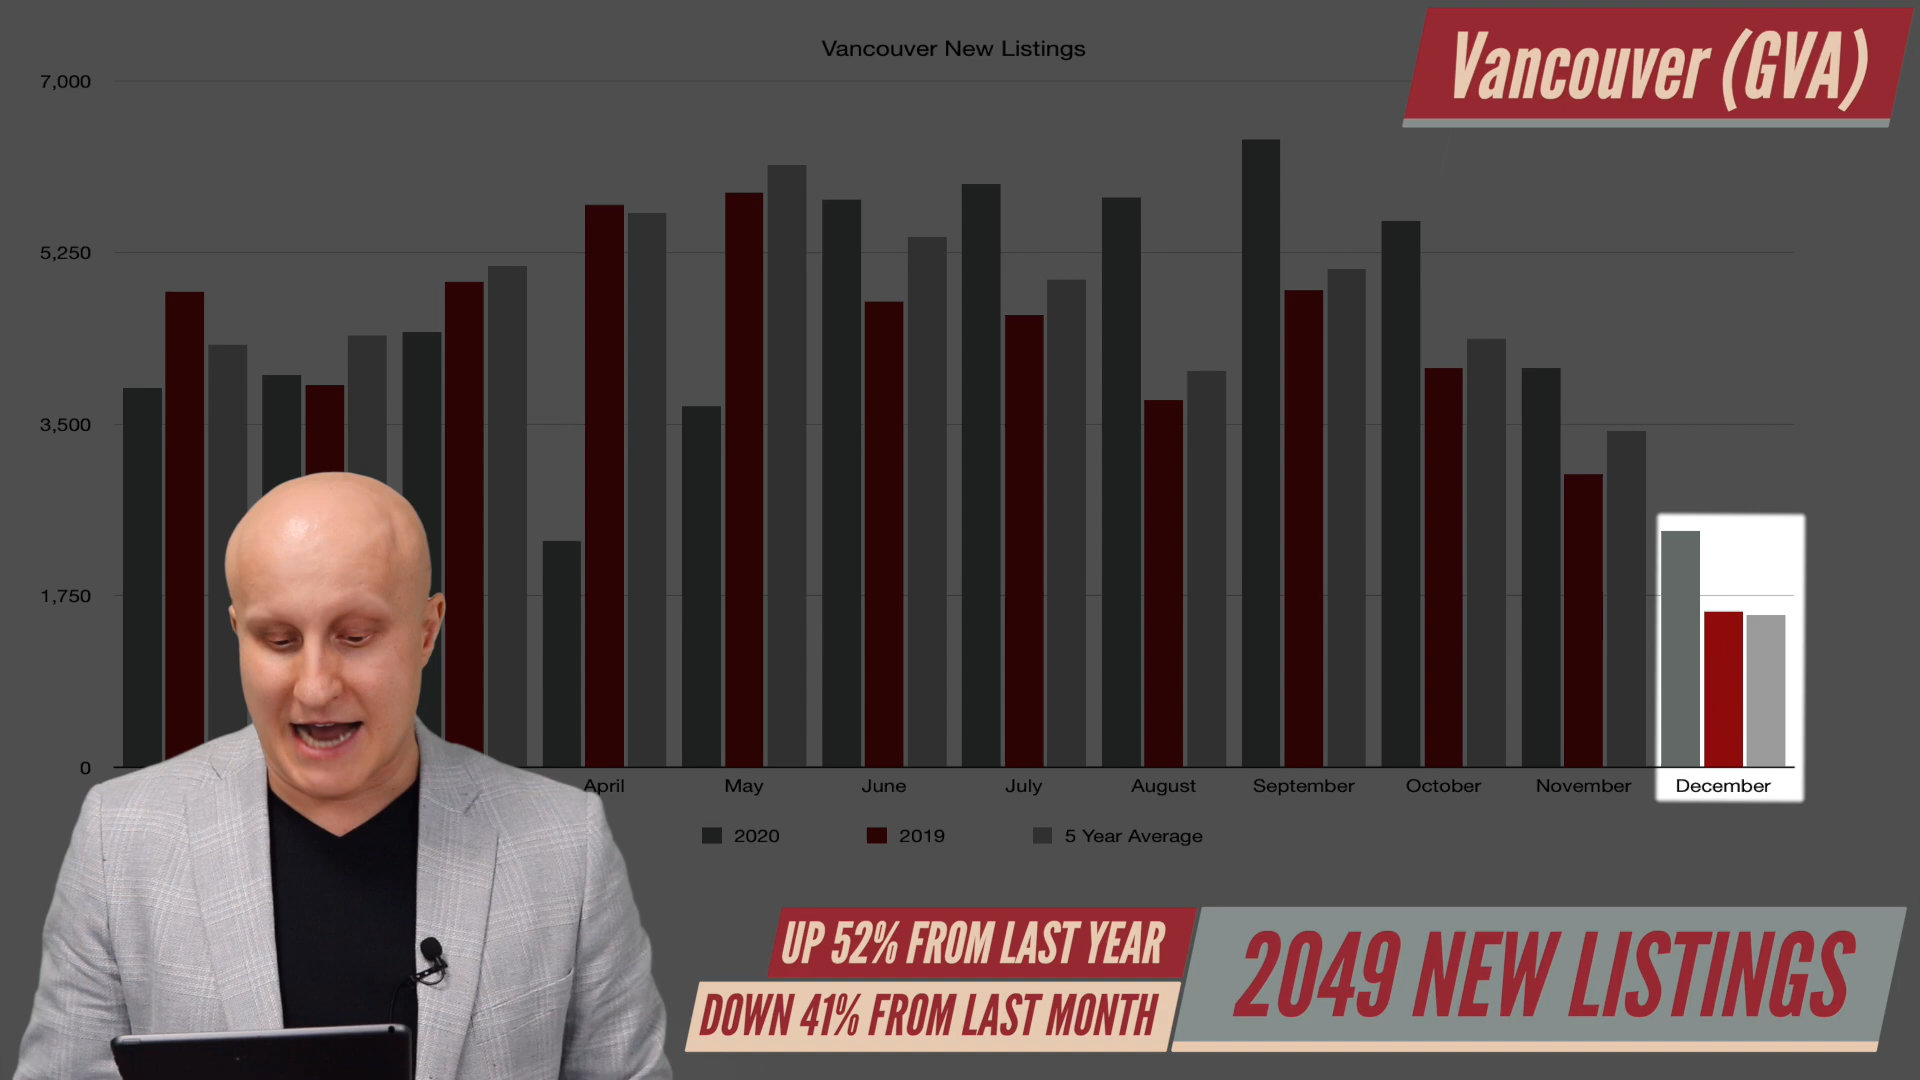 Vancouver New Listings
Vancouver (GVA)
7,000
5,250
3,500
1,750
0
April May June July August September October November December
2020 2019 5 Year Average
UP 52% FROM LAST YEAR
DOWN 41% FROM LAST MONTH
2049 NEW LISTINGS